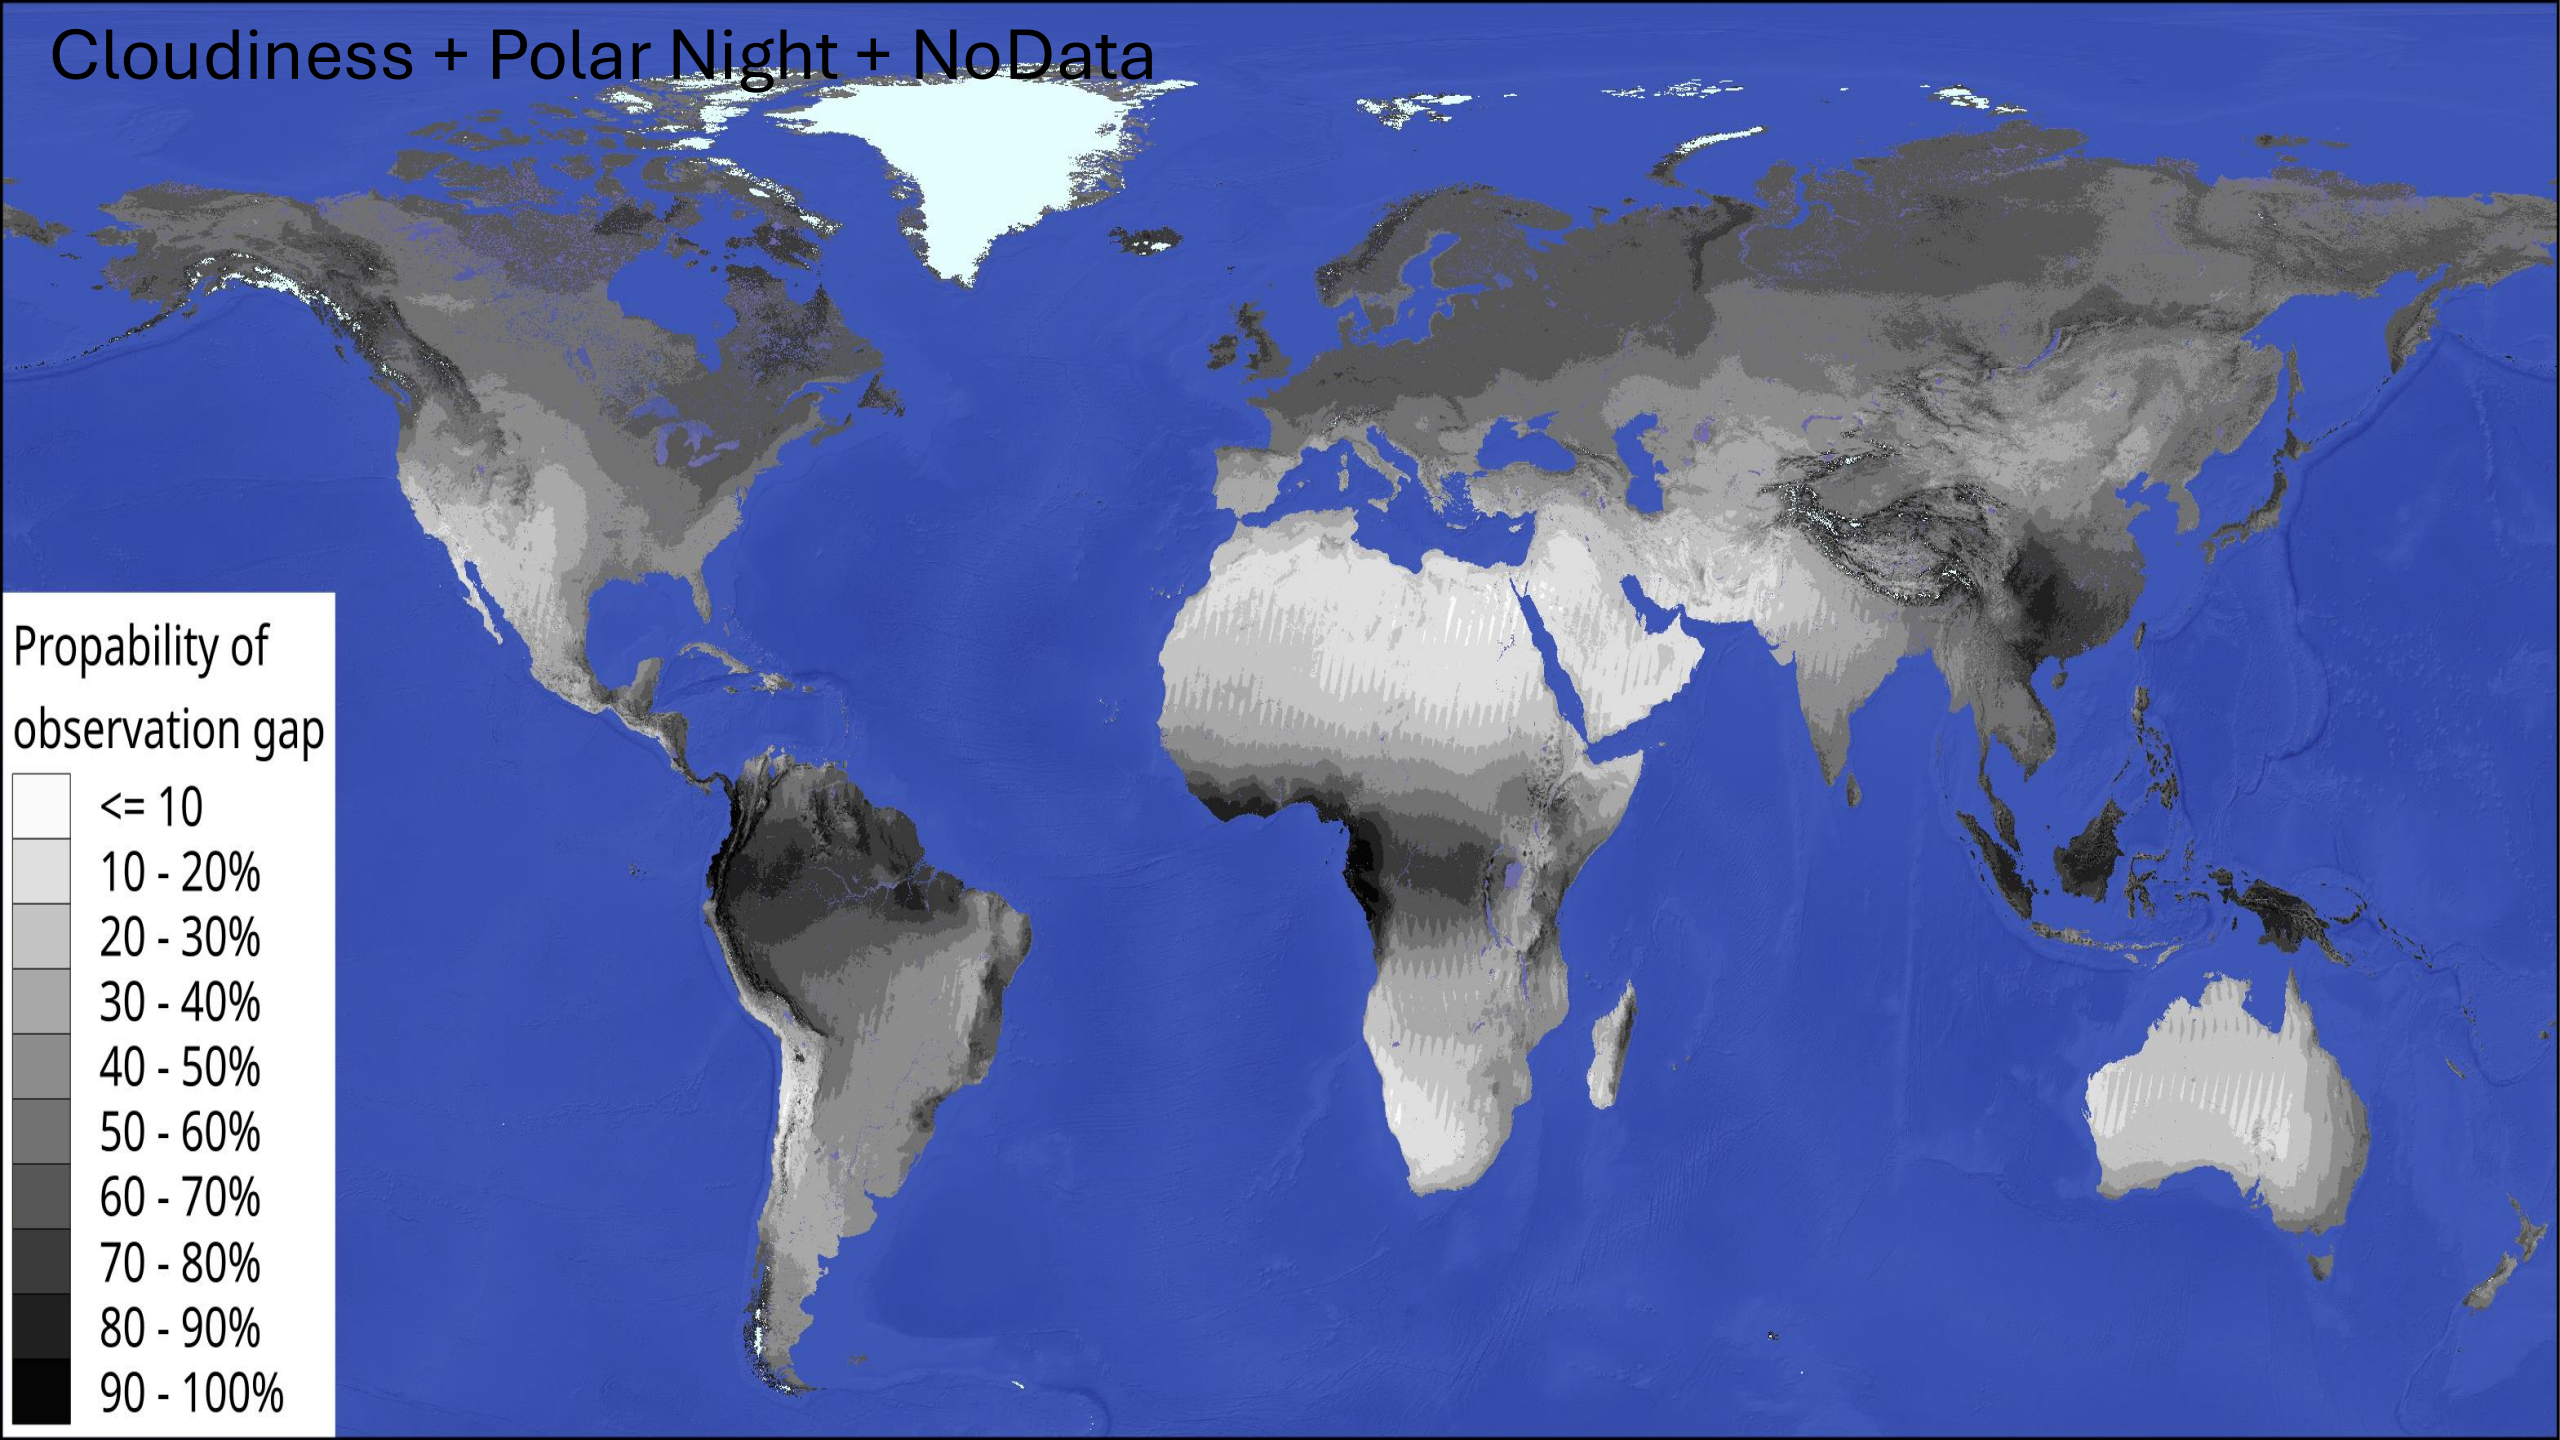 Cloudiness + Polar Night + NoData
Propability of
observation gap
<= 10
10 - 20%
20 - 30%
30 - 40%
40 - 50%
50 - 60%
60 - 70%
70 - 80%
80 - 90%
90 - 100%